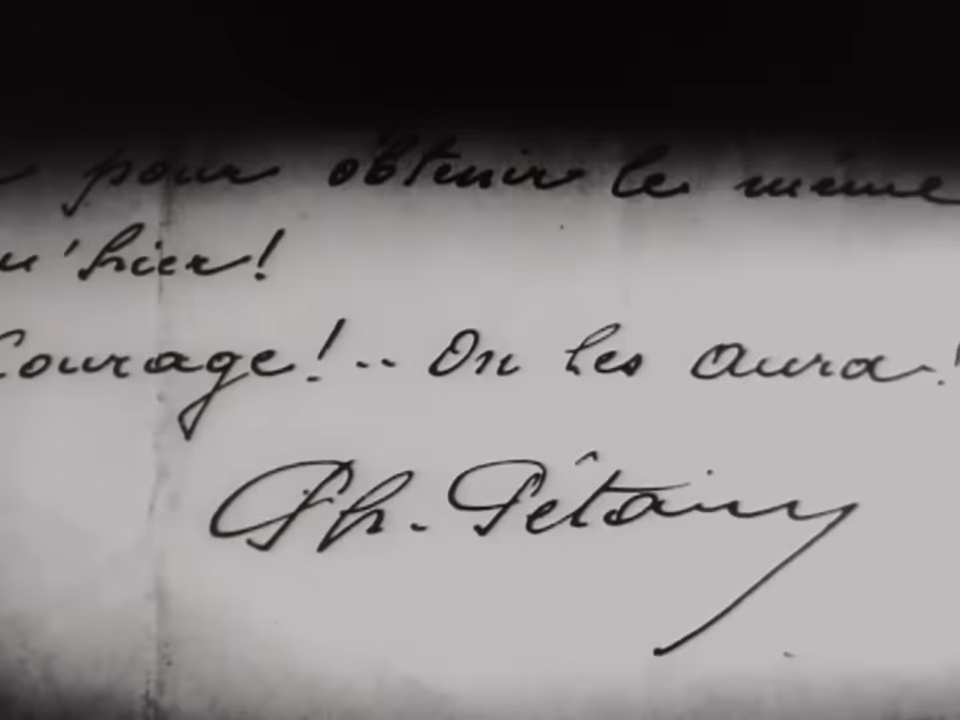 pour obtenir le même
u'hier!
Courage!.. On les aura!
Ph. Pétain